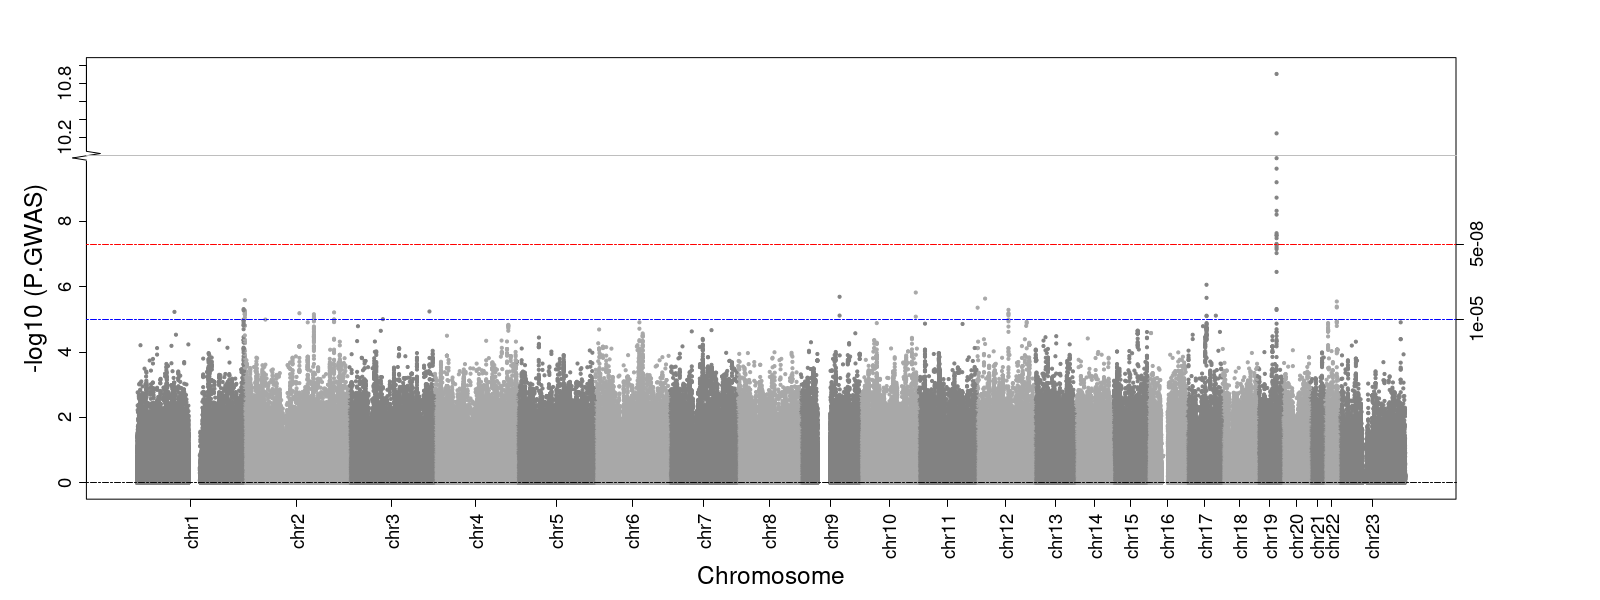 10.8
10.2
8
6
4
2
0
-log10 (P.GWAS)
5e-08
1e-05
chr1 chr2 chr3 chr4 chr5 chr6 chr7 chr8 chr9 chr10 chr11 chr12 chr13 chr14 chr15 chr16 chr17 chr18 chr19 chr20 chr21 chr22 chr23
Chromosome